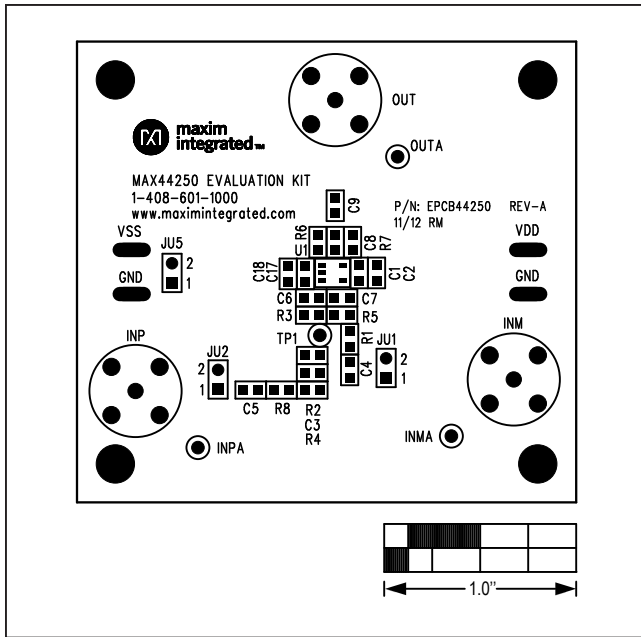 OUT
maxim
integrated™
OUTA
MAX44250 EVALUATION KIT
1-408-601-1000
www.maximintegrated.com
C9
P/N: EPCB44250 REV-A
11/12 RM
VSS
JU5
2
1
GND
R6
U1
C8
R7
VDD
GND
C18
C17
C1
C2
C6
C7
R3
R5
INP
TP1
R1
JU1
2
1
INM
JU2
2
1
C4
C5
R8
R2
C3
R4
INPA
INMA
1.0”